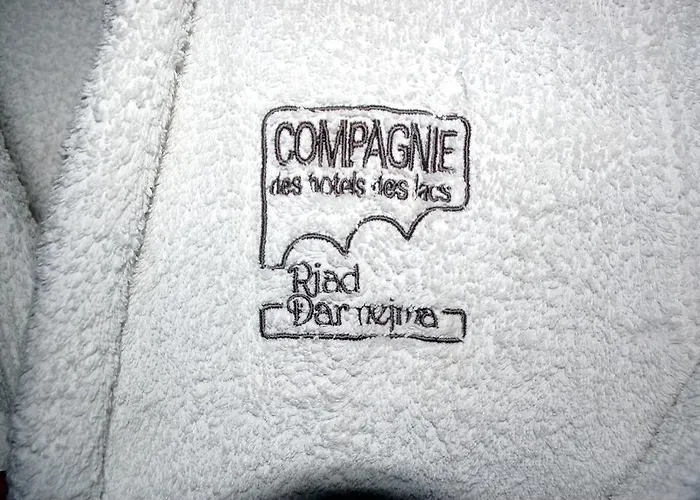 COMPAGNIE
des hotels des lacs
Riad
Dar nejma